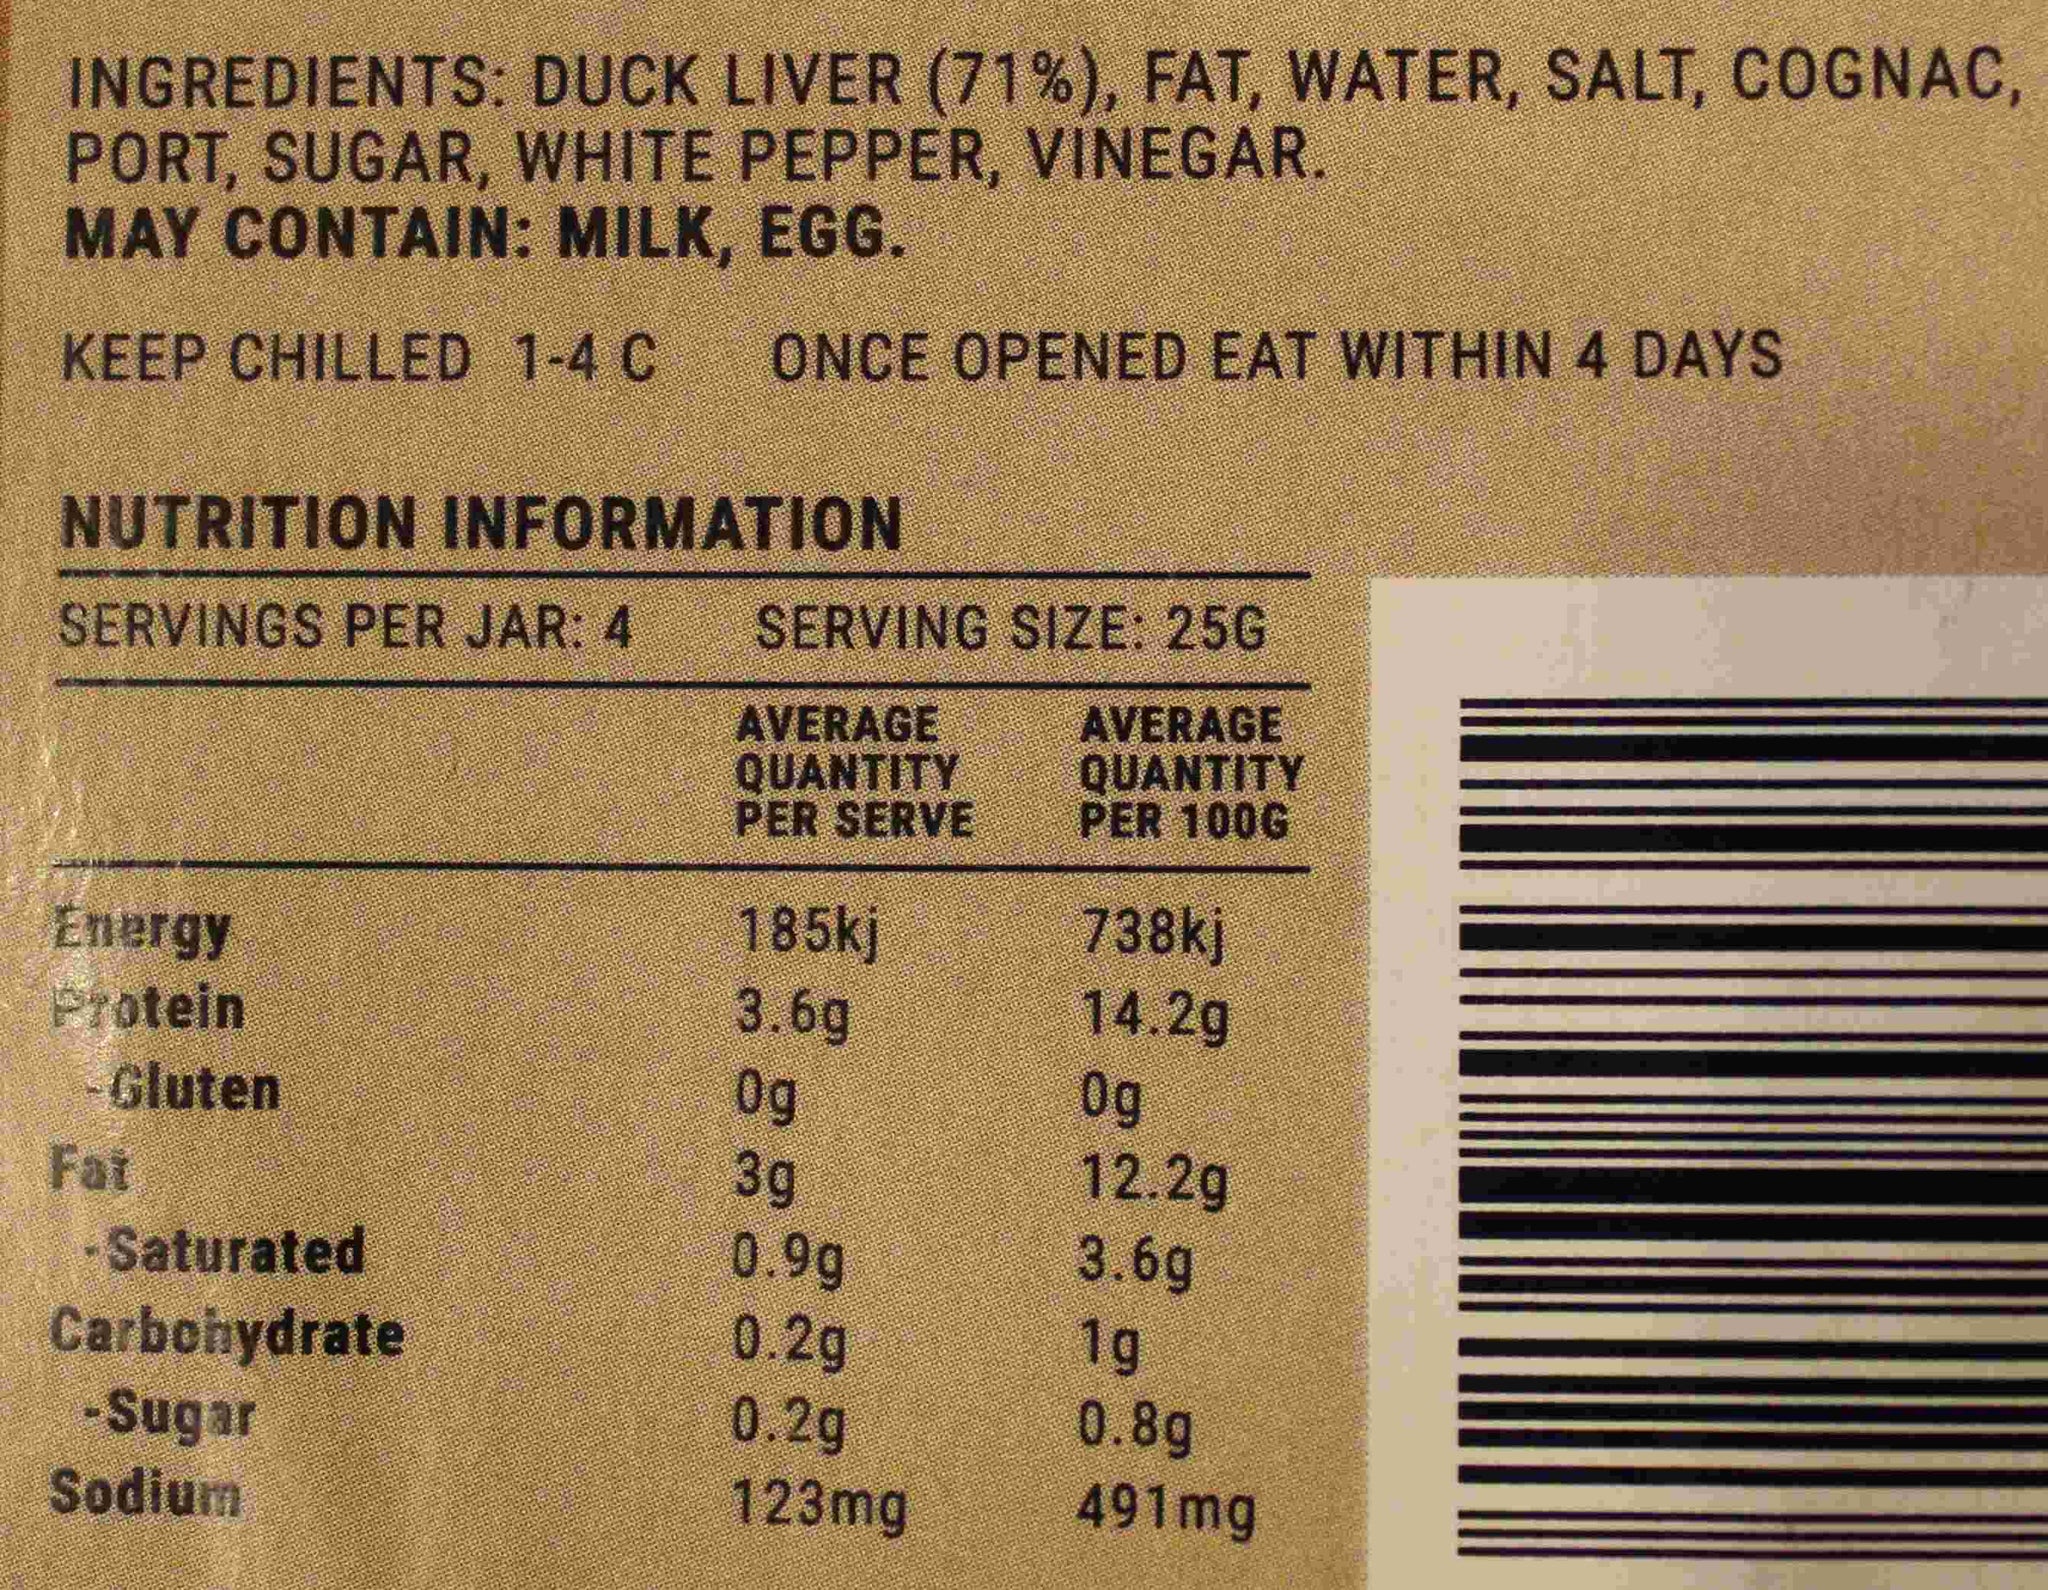 INGREDIENTS: DUCK LIVER (71%), FAT, WATER, SALT, COGNAC,
PORT, SUGAR, WHITE PEPPER, VINEGAR.
MAY CONTAIN: MILK, EGG.
KEEP CHILLED 1-4 C ONCE OPENED EAT WITHIN 4 DAYS
NUTRITION INFORMATION
SERVINGS PER JAR: 4 SERVING SIZE: 25G
AVERAGE AVERAGE
QUANTITY QUANTITY
PER SERVE PER 100G
Energy 185kj 738kj
Protein 3.6g 14.2g
-Gluten 0g 0g
Fat 3g 12.2g
-Saturated 0.9g 3.6g
Carbohydrate 0.2g 1g
-Sugar 0.2g 0.8g
Sodium 123mg 491mg